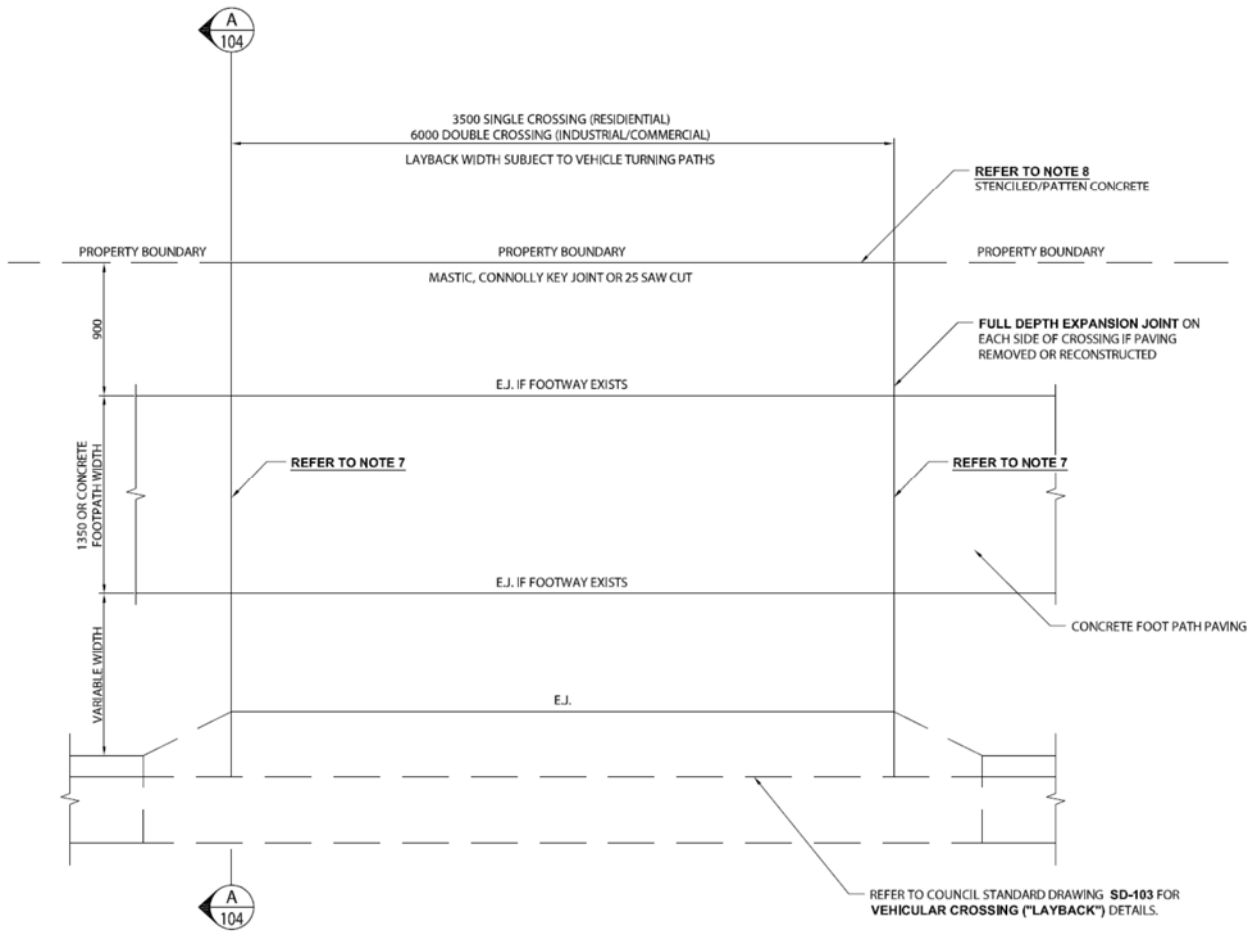 A
104
3500 SINGLE CROSSING (RESIDENTIAL)
6000 DOUBLE CROSSING (INDUSTRIAL/COMMERCIAL)
LAYBACK WIDTH SUBJECT TO VEHICLE TURNING PATHS
REFER TO NOTE 8
STENCILED/PATTEN CONCRETE
PROPERTY BOUNDARY
PROPERTY BOUNDARY
PROPERTY BOUNDARY
MASTIC, CONNOLLY KEY JOINT OR 25 SAW CUT
900
FULL DEPTH EXPANSION JOINT ON
EACH SIDE OF CROSSING IF PAVING
REMOVED OR RECONSTRUCTED
E.J. IF FOOTWAY EXISTS
1350 OR CONCRETE
FOOTPATH WIDTH
REFER TO NOTE 7
REFER TO NOTE 7
E.J. IF FOOTWAY EXISTS
CONCRETE FOOT PATH PAVING
VARIABLE WIDTH
E.J.
REFER TO COUNCIL STANDARD DRAWING SD-103 FOR
VEHICULAR CROSSING ("LAYBACK") DETAILS.
A
104